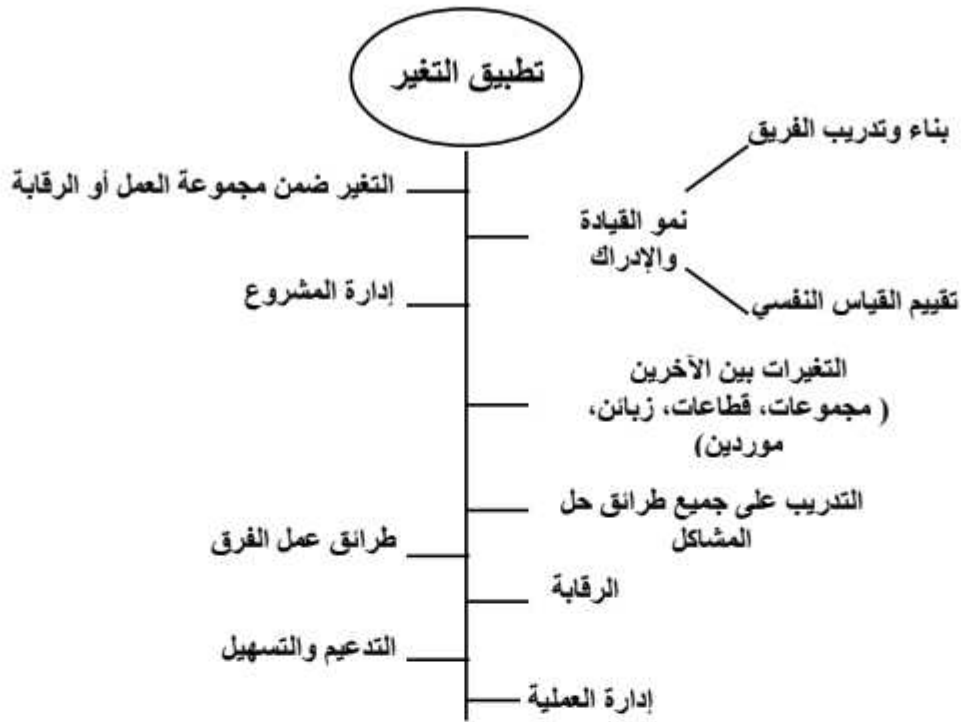 تطبيق التغير
بناء وتدريب الفريق
التغير ضمن مجموعة العمل أو الرقابة
نمو القيادة
والإدراك
إدارة المشروع
تقييم القياس النفسي
التغيرات بين الآخرين
( مجموعات، قطاعات، زبائن،
موردين)
التدريب على جميع طرائق حل
المشاكل
طرائق عمل الفرق
الرقابة
التدعيم والتسهيل
إدارة العملية